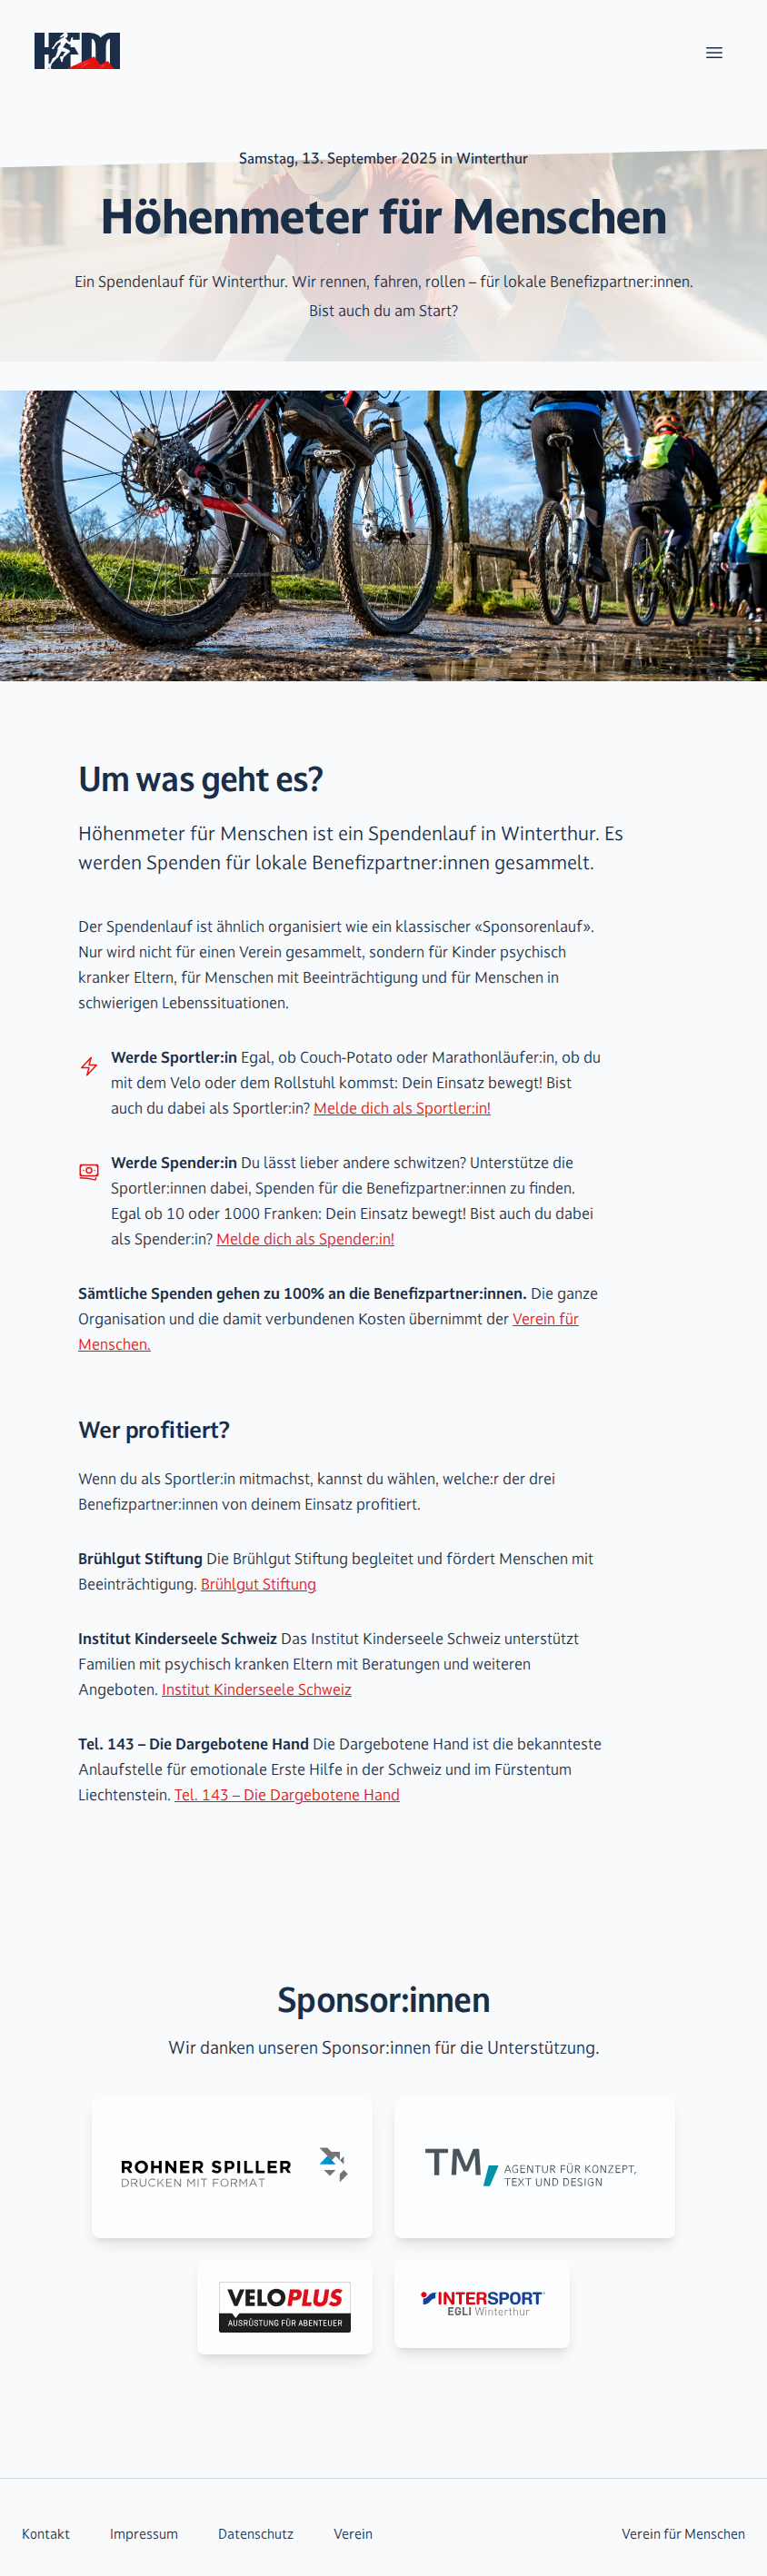 HFM
Samstag, 13. September 2025 in Winterthur
Höhenmeter für Menschen
Ein Spendenlauf für Winterthur. Wir rennen, fahren, rollen – für lokale Benefizpartner:innen.
Bist auch du am Start?
Um was geht es?
Höhenmeter für Menschen ist ein Spendenlauf in Winterthur. Es
werden Spenden für lokale Benefizpartner:innen gesammelt.
Der Spendenlauf ist ähnlich organisiert wie ein klassischer «Sponsorenlauf».
Nur wird nicht für einen Verein gesammelt, sondern für Kinder psychisch
kranker Eltern, für Menschen mit Beeinträchtigung und für Menschen in
schwierigen Lebenssituationen.
Werde Sportler:in Egal, ob Couch-Potato oder Marathonläufer:in, ob du
mit dem Velo oder dem Rollstuhl kommst: Dein Einsatz bewegt! Bist
auch du dabei als Sportler:in? Melde dich als Sportler:in!
Werde Spender:in Du lässt lieber andere schwitzen? Unterstütze die
Sportler:innen dabei, Spenden für die Benefizpartner:innen zu finden.
Egal ob 10 oder 1000 Franken: Dein Einsatz bewegt! Bist auch du dabei
als Spender:in? Melde dich als Spender:in!
Sämtliche Spenden gehen zu 100% an die Benefizpartner:innen. Die ganze
Organisation und die damit verbundenen Kosten übernimmt der Verein für
Menschen.
Wer profitiert?
Wenn du als Sportler:in mitmachst, kannst du wählen, welche:r der drei
Benefizpartner:innen von deinem Einsatz profitiert.
Brühlgut Stiftung Die Brühlgut Stiftung begleitet und fördert Menschen mit
Beeinträchtigung. Brühlgut Stiftung
Institut Kinderseele Schweiz Das Institut Kinderseele Schweiz unterstützt
Familien mit psychisch kranken Eltern mit Beratungen und weiteren
Angeboten. Institut Kinderseele Schweiz
Tel. 143 – Die Dargebotene Hand Die Dargebotene Hand ist die bekannteste
Anlaufstelle für emotionale Erste Hilfe in der Schweiz und im Fürstentum
Liechtenstein. Tel. 143 – Die Dargebotene Hand
Sponsor:innen
Wir danken unseren Sponsor:innen für die Unterstützung.
ROHNER SPILLER
DRUCKEN MIT FORMAT
TM, AGENTUR FÜR KONZEPT,
TEXT UND DESIGN
VELOPLUS
AUSRÜSTUNG FÜR ABENTEUER
INTERSPORT
EGLI Winterthur
Kontakt Impressum Datenschutz Verein Verein für Menschen